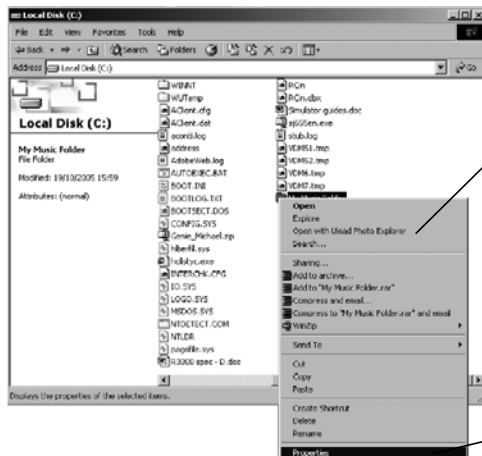 Local Disk (C:)
File Edit View Favorites Tools Help
Back Search Folders
Address Local Disk (C:) Go
Local Disk (C:)
My Music Folder
File Folder
Modified: 19/10/2005 15:59
Attributes: (normal)
WINNT
WUTemp
AClient.cfg
AClient.dat
aconti.log
address
AdobeWeb.log
AUTOEXEC.BAT
BOOT.INI
BOOTLOG.TXT
BOOTSECT.DOS
CONFIG.SYS
Genie_Michael.zip
hiberfil.sys
holistyc.exe
INTERCHK.CFG
IO.SYS
LOGO.SYS
MSDOS.SYS
NTDETECT.COM
NTLDR
pagefile.sys
R3000 spec - D.doc
RCin
RCin.dbx
Simulator guides.doc
sj655en.exe
stub.log
VDMS1.tmp
VDMS2.tmp
VDM6.tmp
VDM7.tmp
My Music Folder
Open
Explore
Open with Ulead Photo Explorer
Search...
Sharing...
Add to archive...
Add to "My Music Folder.rar"
Compress and email...
Compress to "My Music Folder.rar" and email
WinZip
Send To
Cut
Copy
Paste
Create Shortcut
Delete
Rename
Properties
Displays the properties of the selected items.